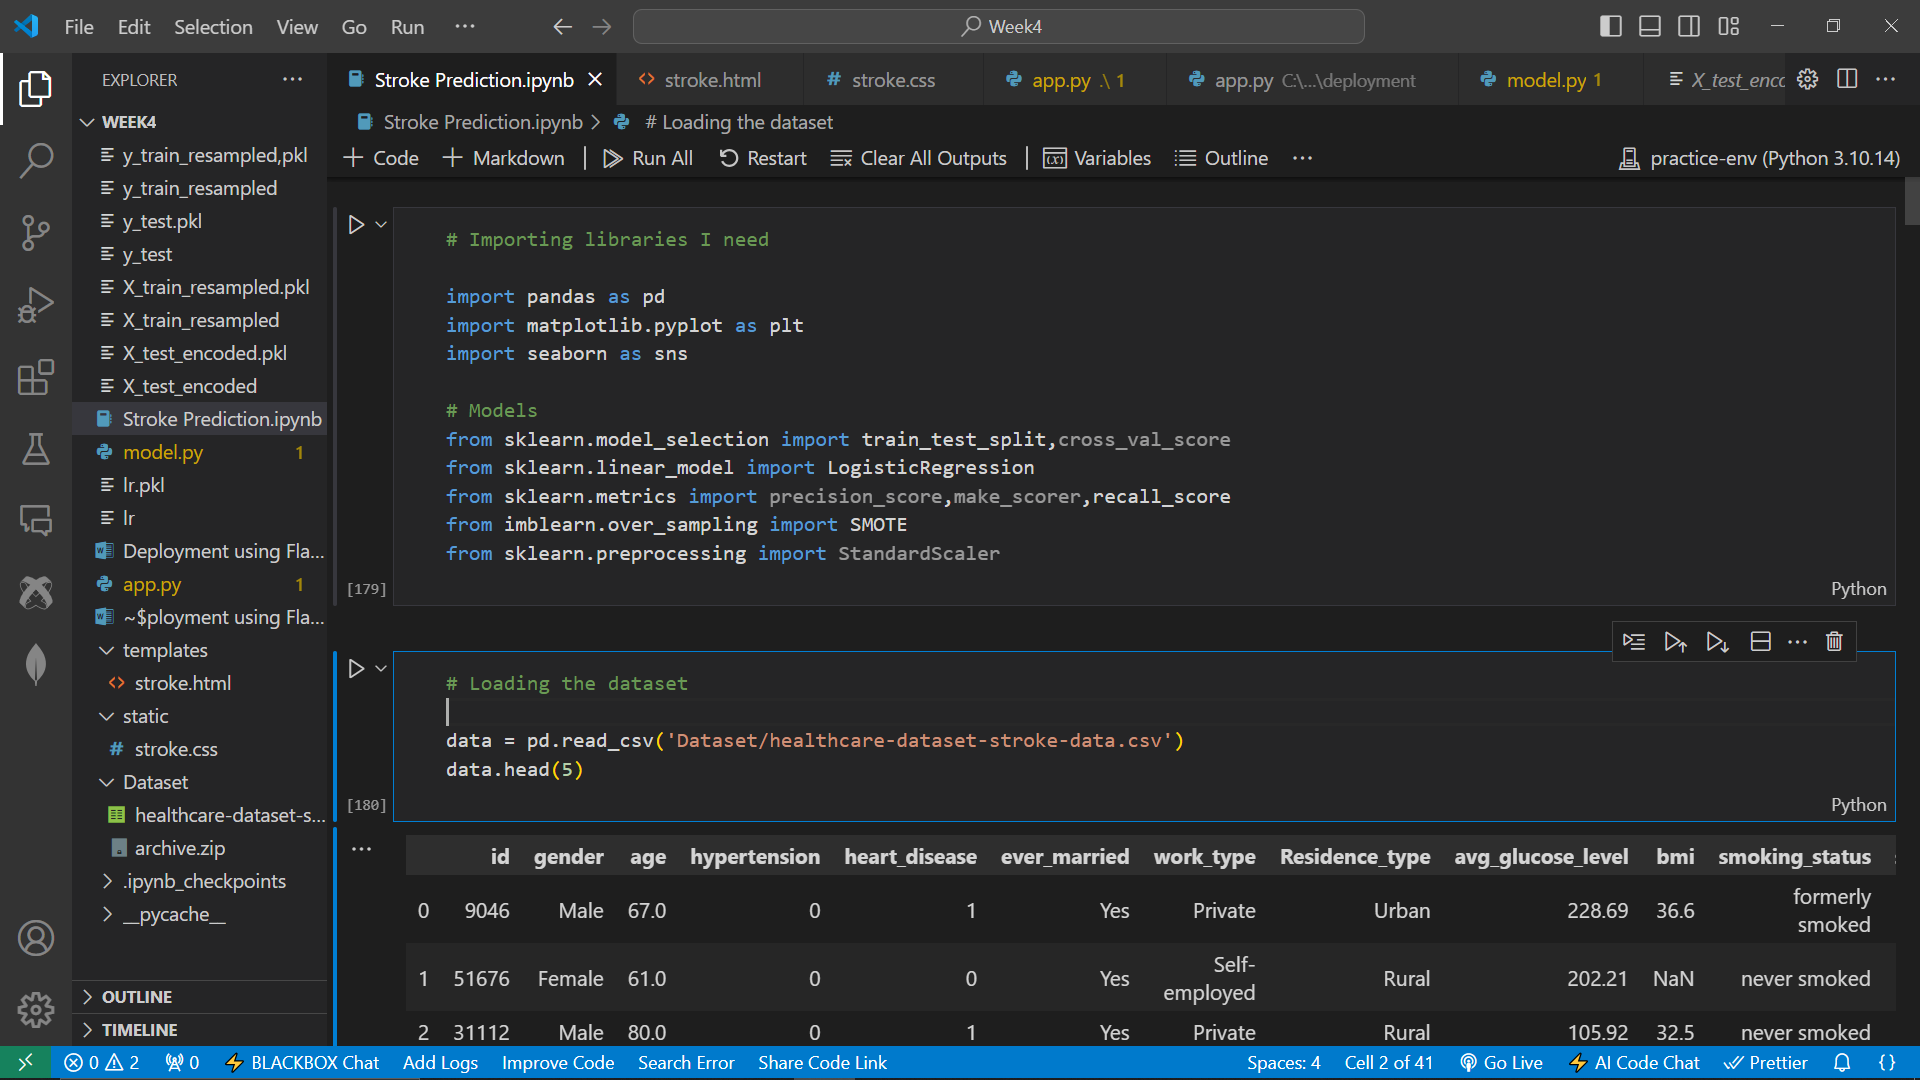 File Edit Selection View Go Run ··· Week4
EXPLORER ···
WEEK4
y_train_resampled,pkl
y_train_resampled
y_test.pkl
y_test
X_train_resampled.pkl
X_train_resampled
X_test_encoded.pkl
X_test_encoded
Stroke Prediction.ipynb
model.py 1
lr.pkl
lr
Deployment using Fla...
app.py 1
~$ployment using Fla...
templates
stroke.html
static
stroke.css
Dataset
healthcare-dataset-s...
archive.zip
.ipynb_checkpoints
__pycache__
OUTLINE
TIMELINE
Stroke Prediction.ipynb stroke.html stroke.css app.py .\ 1 app.py C:\...\deployment model.py 1 X_test_enco
Stroke Prediction.ipynb > # Loading the dataset
+ Code + Markdown Run All Restart Clear All Outputs Variables Outline ··· practice-env (Python 3.10.14)
# Importing libraries I need
import pandas as pd
import matplotlib.pyplot as plt
import seaborn as sns
# Models
from sklearn.model_selection import train_test_split,cross_val_score
from sklearn.linear_model import LogisticRegression
from sklearn.metrics import precision_score,make_scorer,recall_score
from imblearn.over_sampling import SMOTE
from sklearn.preprocessing import StandardScaler
[179] Python
# Loading the dataset
data = pd.read_csv('Dataset/healthcare-dataset-stroke-data.csv')
data.head(5)
[180] Python
id gender age hypertension heart_disease ever_married work_type Residence_type avg_glucose_level bmi smoking_status
0 9046 Male 67.0 0 1 Yes Private Urban 228.69 36.6 formerly smoked
1 51676 Female 61.0 0 0 Yes Self-employed Rural 202.21 NaN never smoked
2 31112 Male 80.0 0 1 Yes Private Rural 105.92 32.5 never smoked
0 2 0 BLACKBOX Chat Add Logs Improve Code Search Error Share Code Link Spaces: 4 Cell 2 of 41 Go Live AI Code Chat Prettier {}